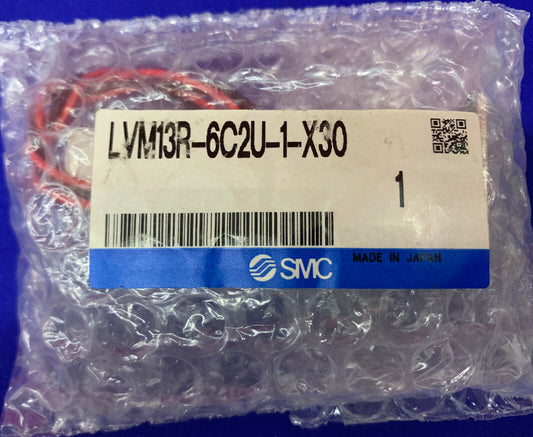 LVM13R-6C2U-1-X30
1
SMC
MADE IN JAPAN